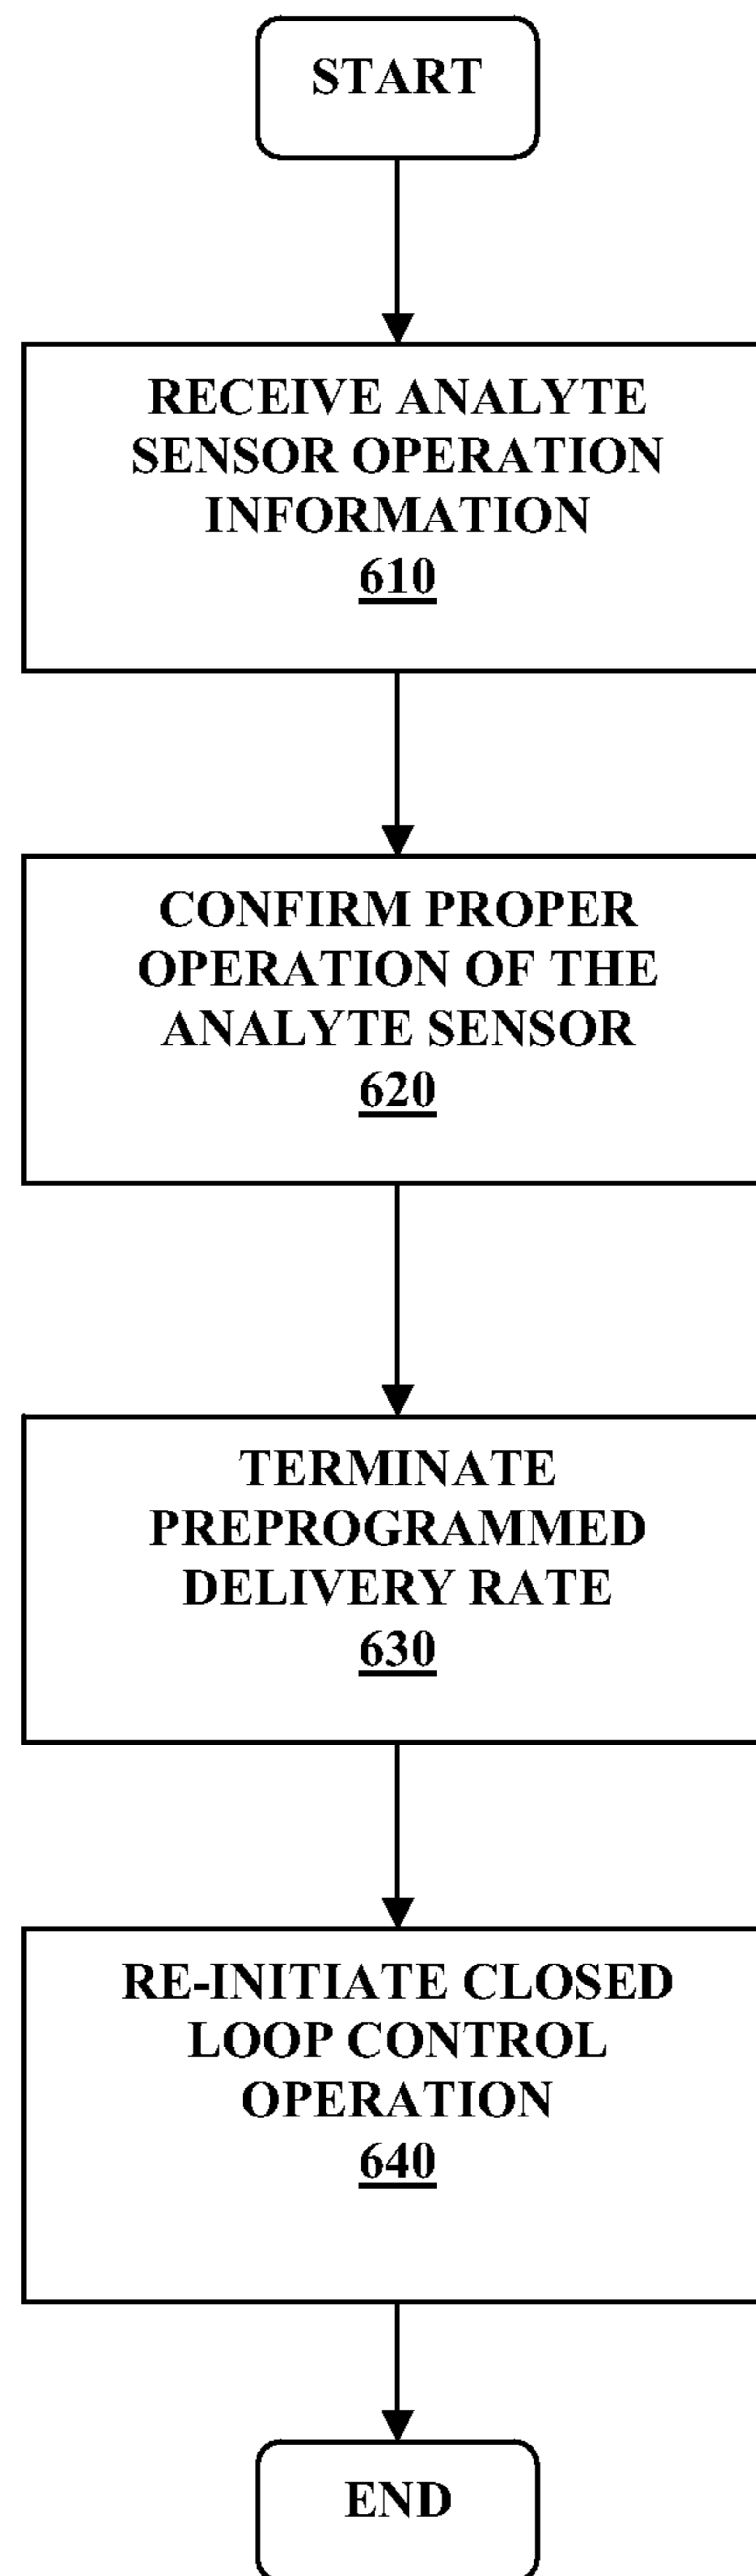 START
RECEIVE ANALYTE
SENSOR OPERATION
INFORMATION
610
CONFIRM PROPER
OPERATION OF THE
ANALYTE SENSOR
620
TERMINATE
PREPROGRAMMED
DELIVERY RATE
630
RE-INITIATE CLOSED
LOOP CONTROL
OPERATION
640
END